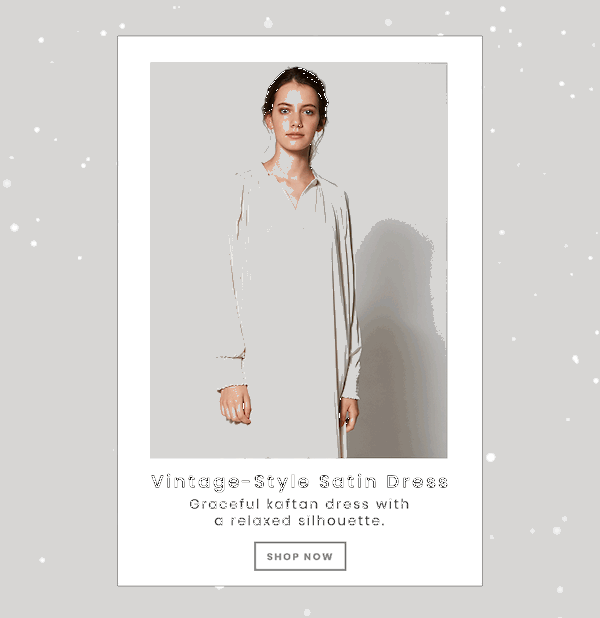 Vintage-Style Satin Dress
Graceful kaftan dress with
a relaxed silhouette.
SHOP NOW